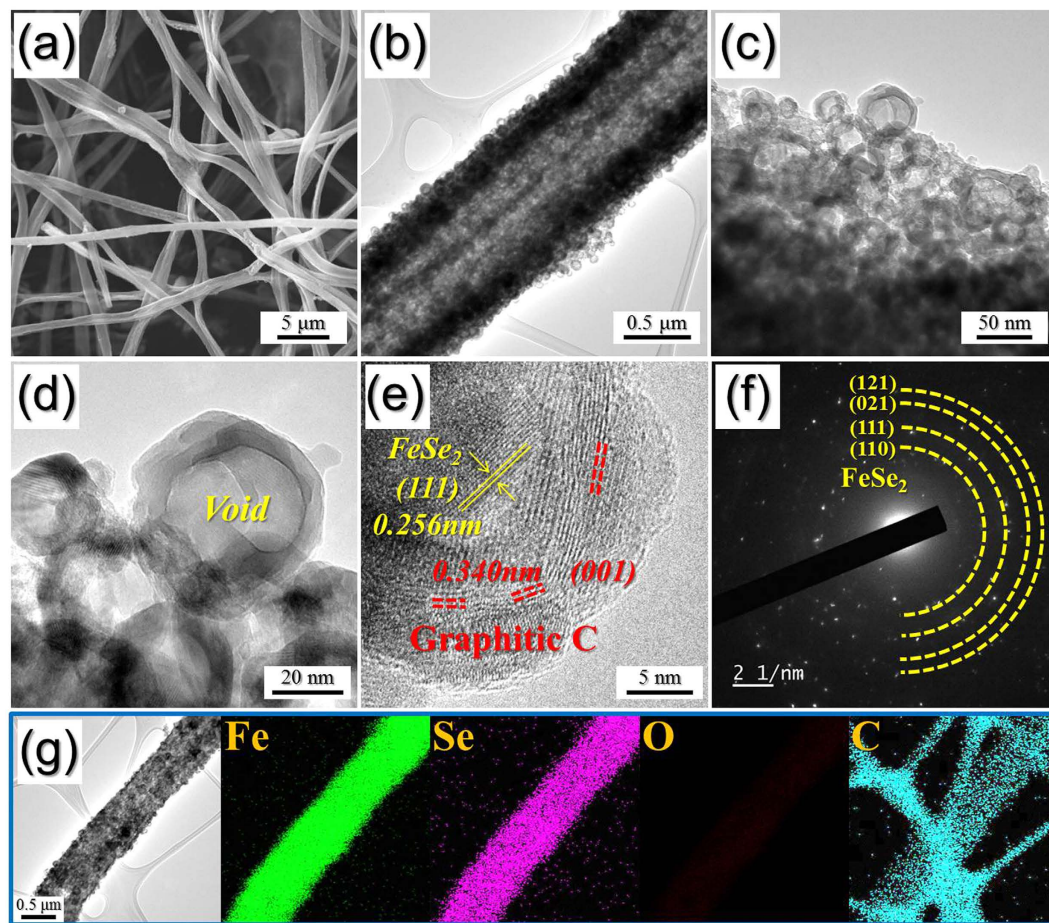 (a)
5 μm
(b)
0.5 μm
(c)
50 nm
(d)
Void
20 nm
(e)
FeSe₂
(111)
0.256nm
0.340nm (001)
Graphitic C
5 nm
(f)
(121)
(021)
(111)
(110)
FeSe₂
2 1/nm
(g)
0.5 μm
Fe
Se
O
C